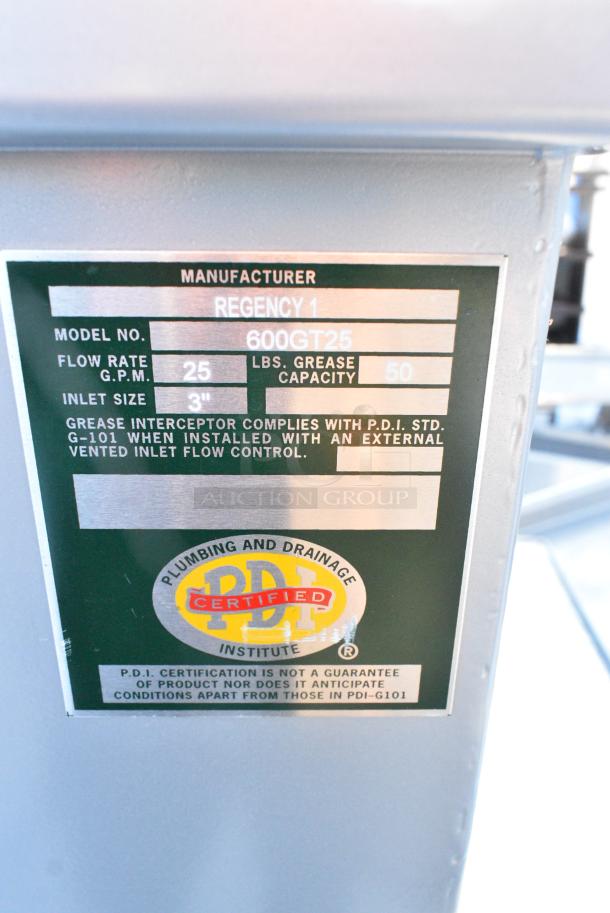 MANUFACTURER
REGENCY 1
MODEL NO. 600GT25
FLOW RATE G.P.M. 25 LBS. GREASE CAPACITY 50
INLET SIZE 3"
GREASE INTERCEPTOR COMPLIES WITH P.D.I. STD.
G-101 WHEN INSTALLED WITH AN EXTERNAL
VENTED INLET FLOW CONTROL.
AUCTION GROUP
PLUMBING AND DRAINAGE
PDI
CERTIFIED
INSTITUTE ®
P.D.I. CERTIFICATION IS NOT A GUARANTEE
OF PRODUCT NOR DOES IT ANTICIPATE
CONDITIONS APART FROM THOSE IN PDI-G101